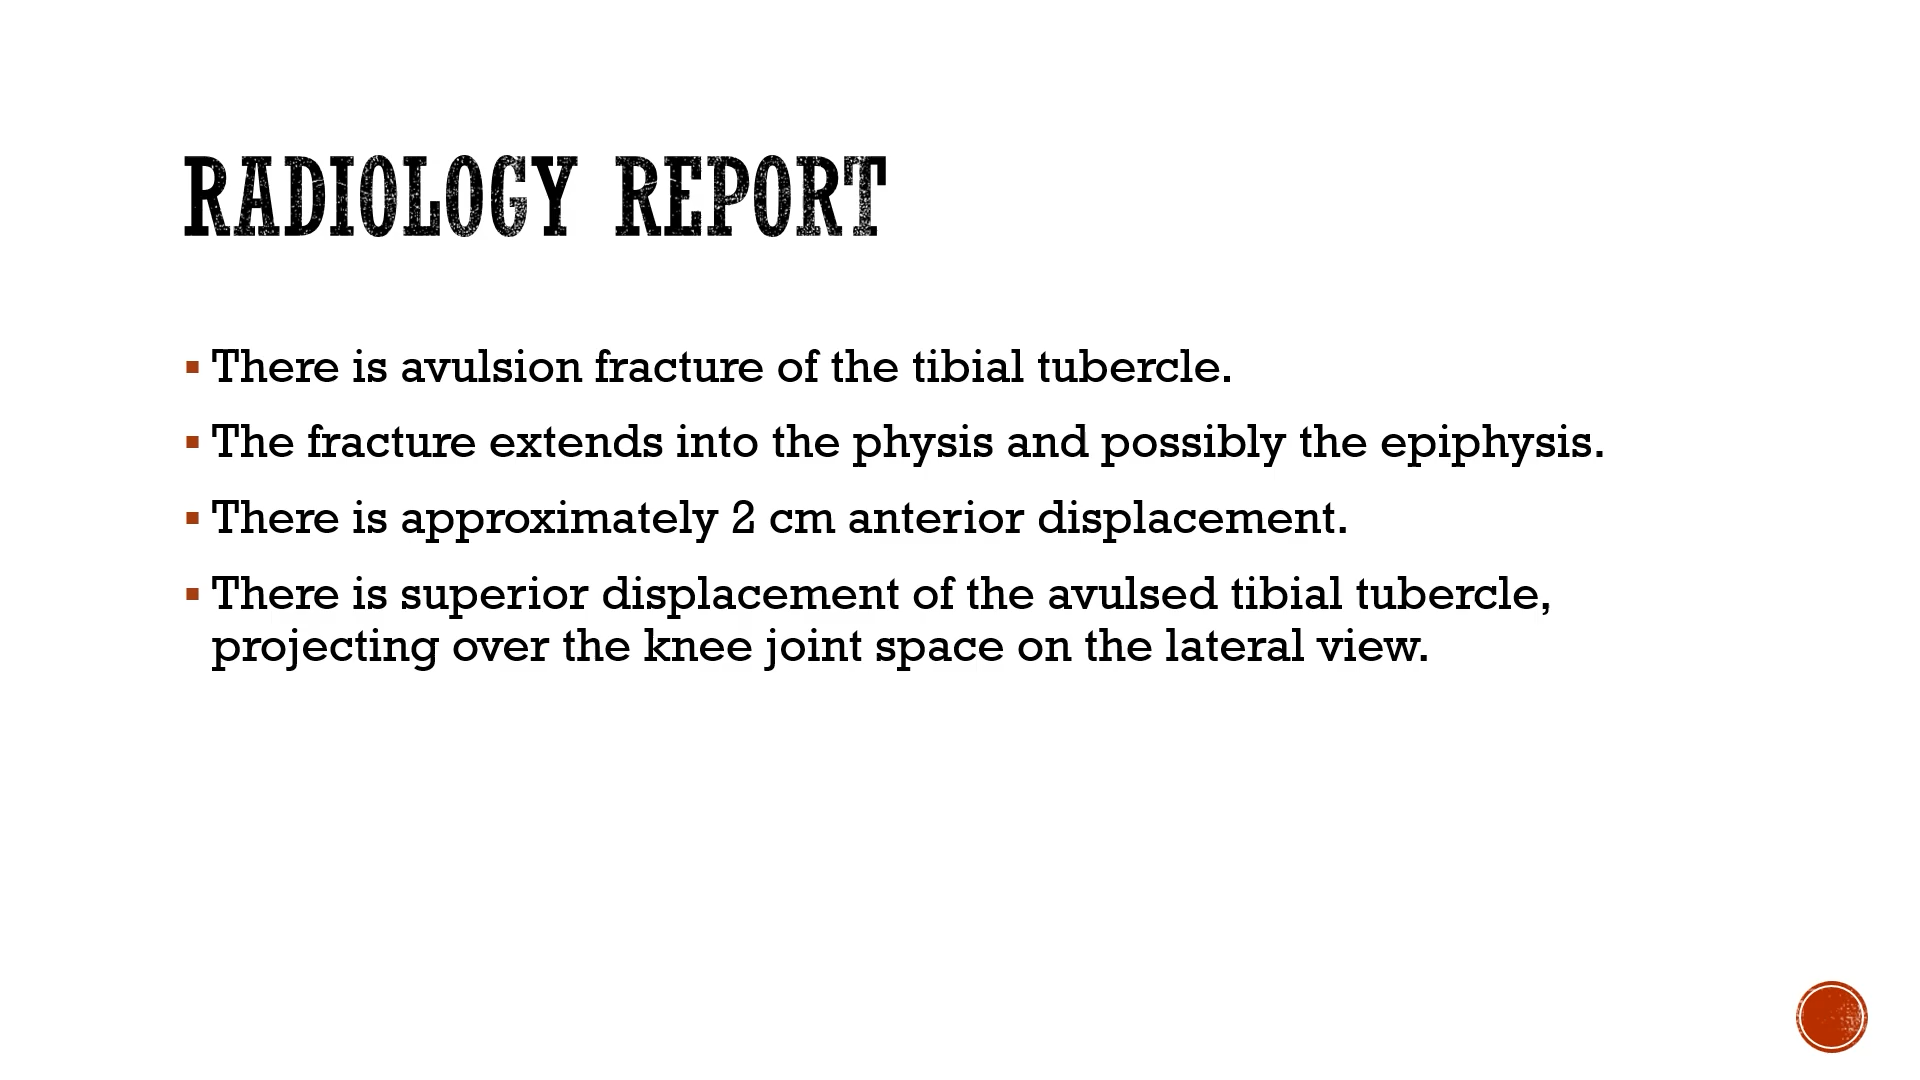 RADIOLOGY REPORT
▪ There is avulsion fracture of the tibial tubercle.
▪ The fracture extends into the physis and possibly the epiphysis.
▪ There is approximately 2 cm anterior displacement.
▪ There is superior displacement of the avulsed tibial tubercle,
projecting over the knee joint space on the lateral view.